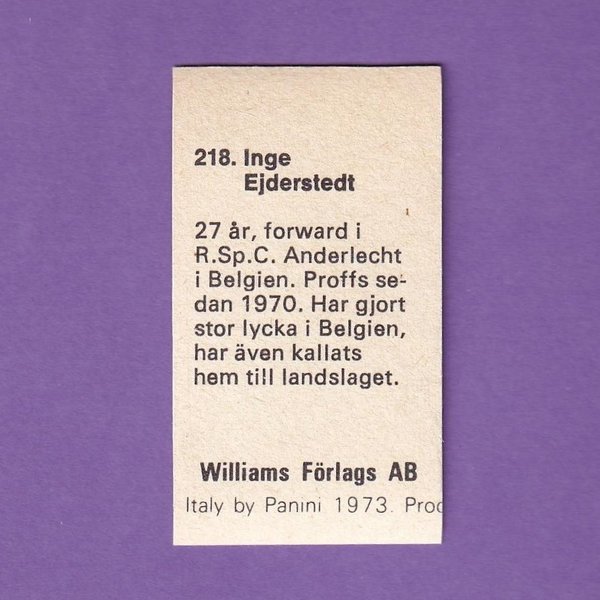 218. Inge
Ejderstedt
27 år, forward i
R.Sp.C. Anderlecht
i Belgien. Proffs se-
dan 1970. Har gjort
stor lycka i Belgien,
har även kallats
hem till landslaget.
Williams Förlags AB
Italy by Panini 1973. Proc